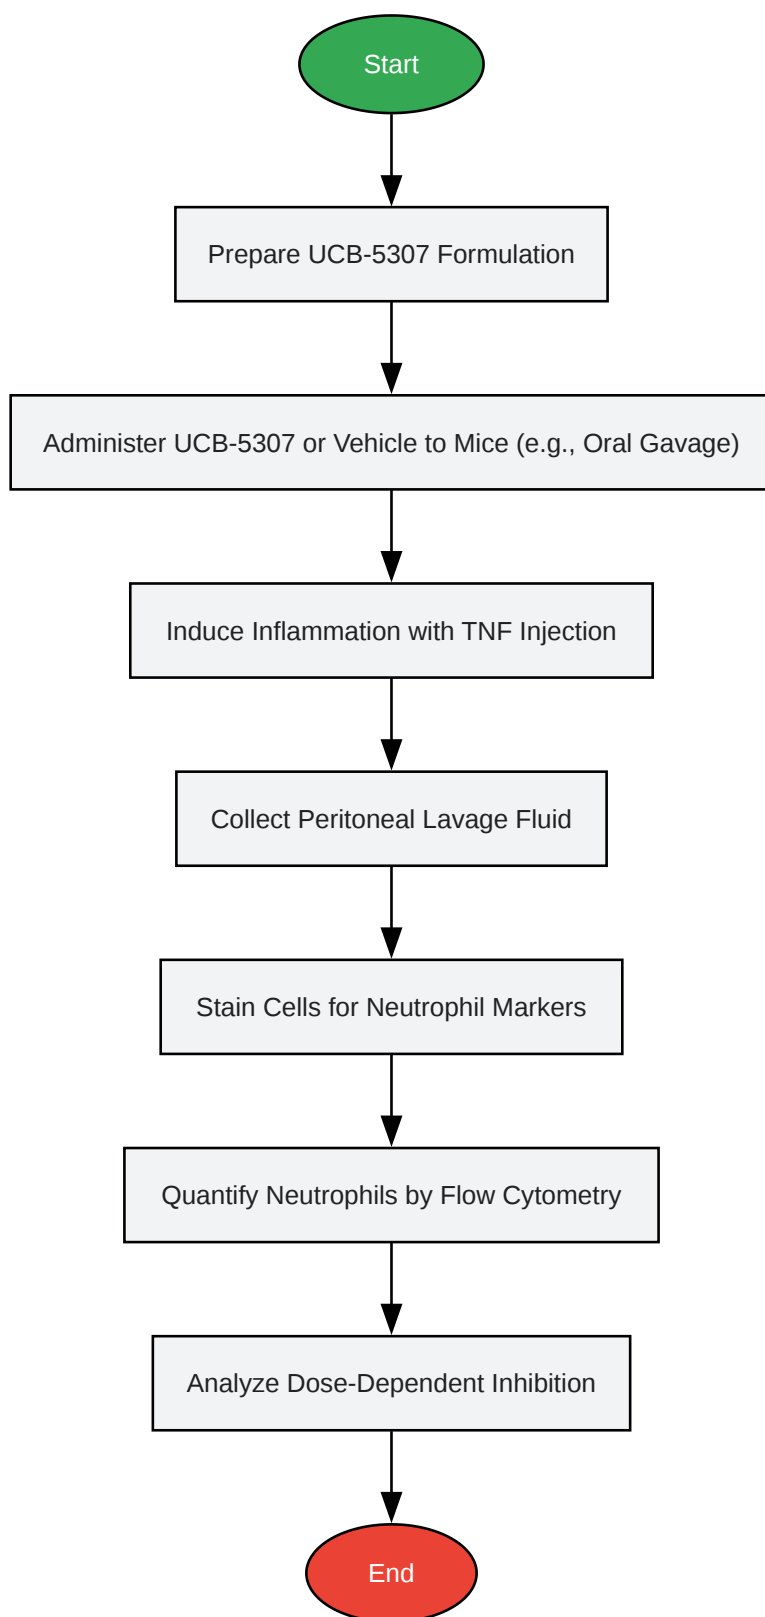 Start
Prepare UCB-5307 Formulation
Administer UCB-5307 or Vehicle to Mice (e.g., Oral Gavage)
Induce Inflammation with TNF Injection
Collect Peritoneal Lavage Fluid
Stain Cells for Neutrophil Markers
Quantify Neutrophils by Flow Cytometry
Analyze Dose-Dependent Inhibition
End